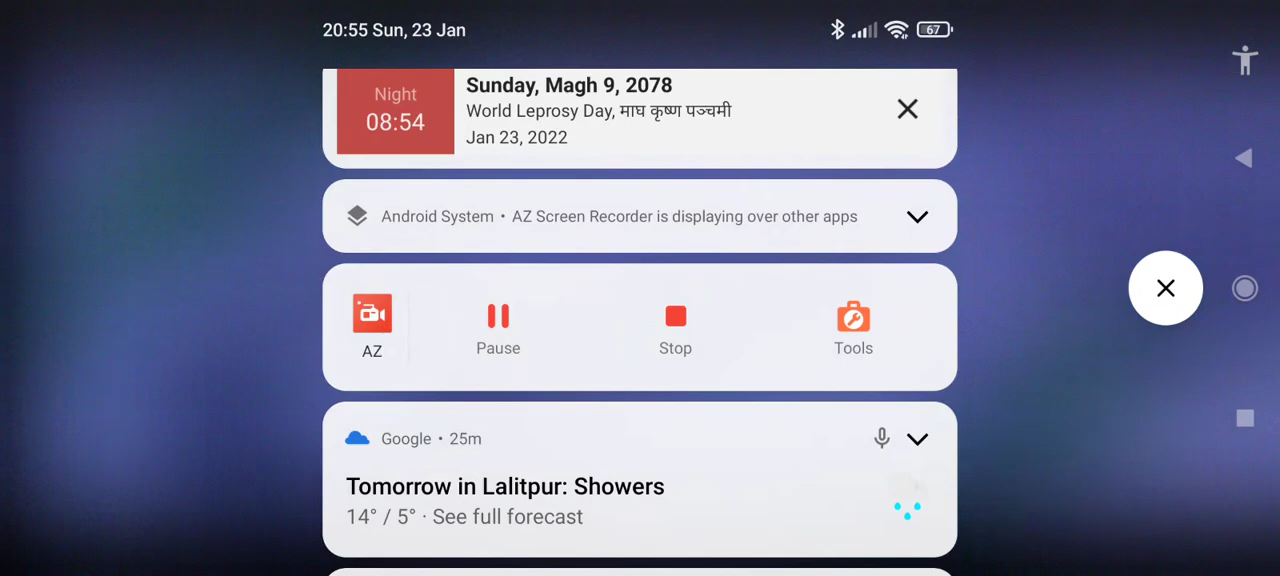 20:55 Sun, 23 Jan
67
Night
08:54
Sunday, Magh 9, 2078
World Leprosy Day, माघ कृष्ण पञ्चमी
Jan 23, 2022
Android System • AZ Screen Recorder is displaying over other apps
AZ
Pause
Stop
Tools
Google • 25m
Tomorrow in Lalitpur: Showers
14° / 5° · See full forecast